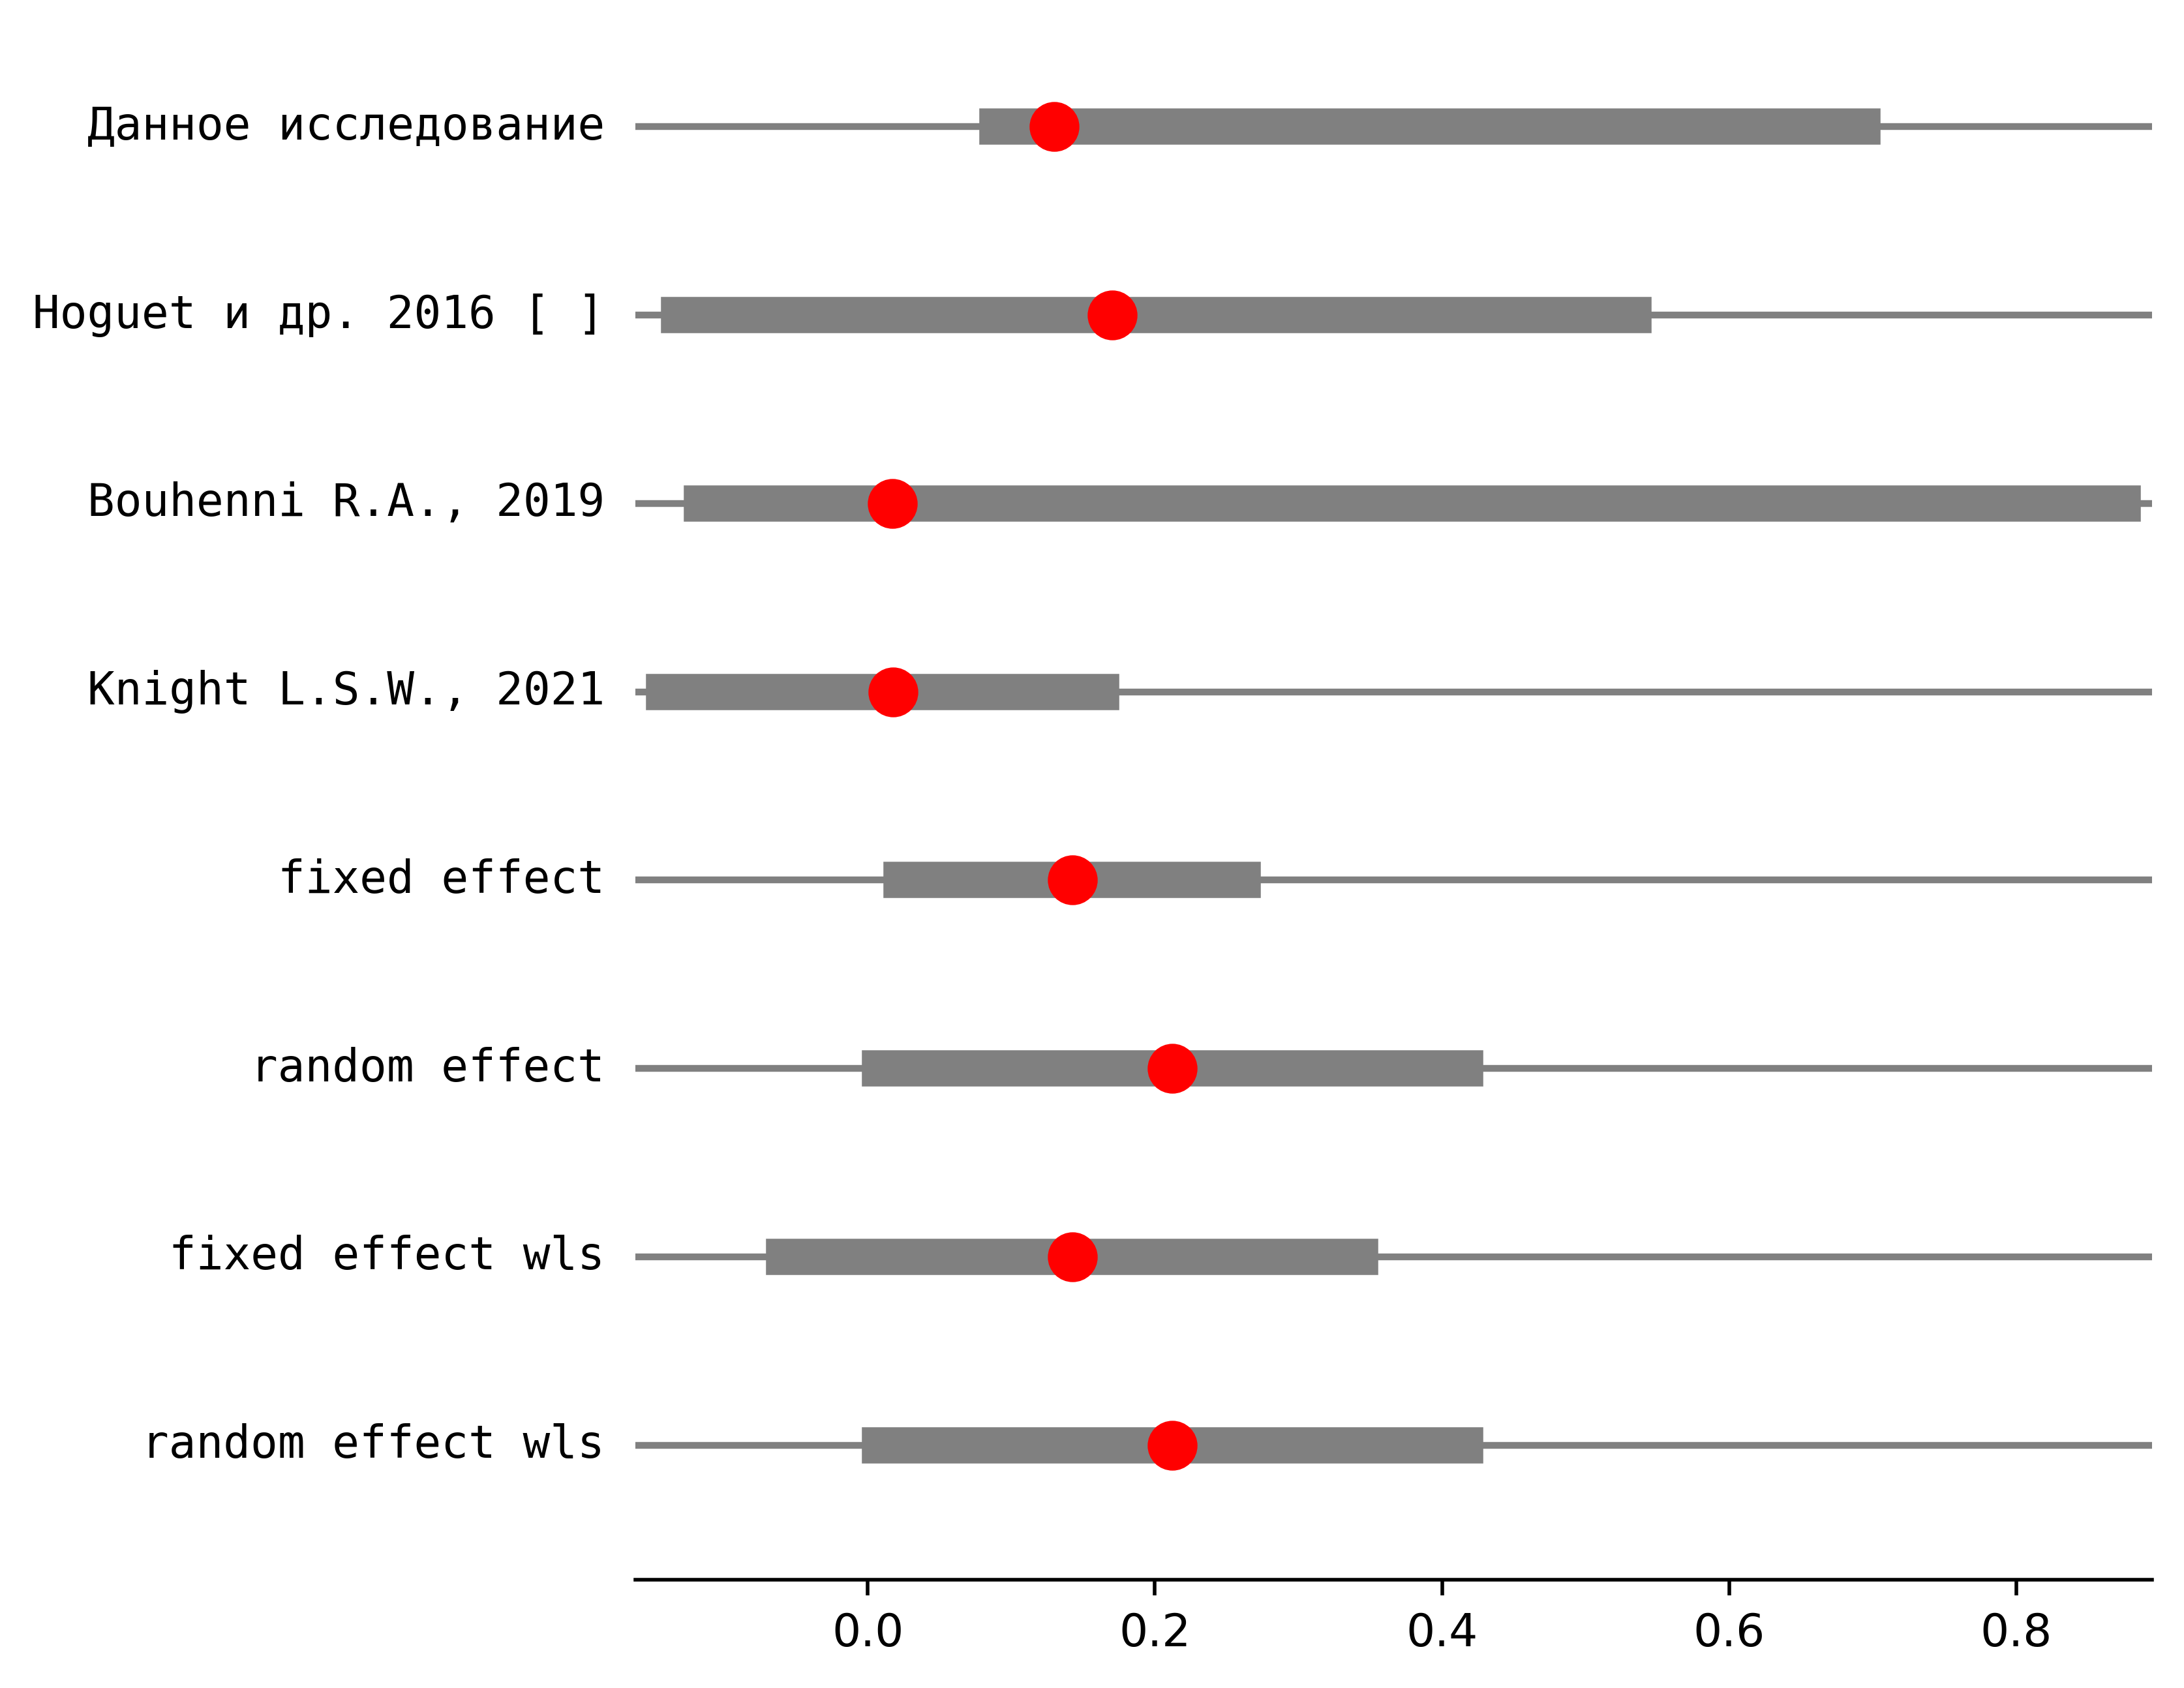 Данное исследование
Hoguet и др. 2016 [ ]
Bouhenni R.A., 2019
Knight L.S.W., 2021
fixed effect
random effect
fixed effect wls
random effect wls
0.0 0.2 0.4 0.6 0.8